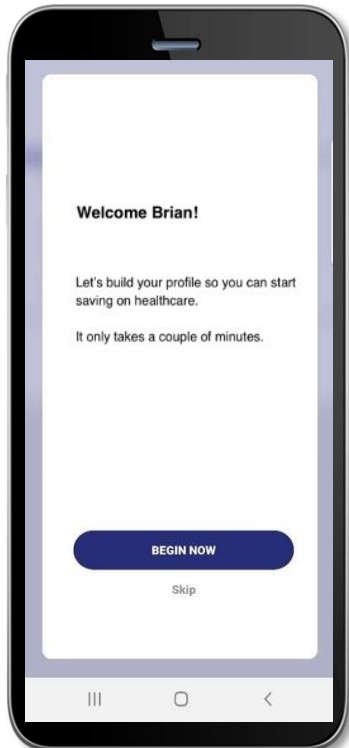 Welcome Brian!
Let's build your profile so you can start
saving on healthcare.
It only takes a couple of minutes.
BEGIN NOW
Skip